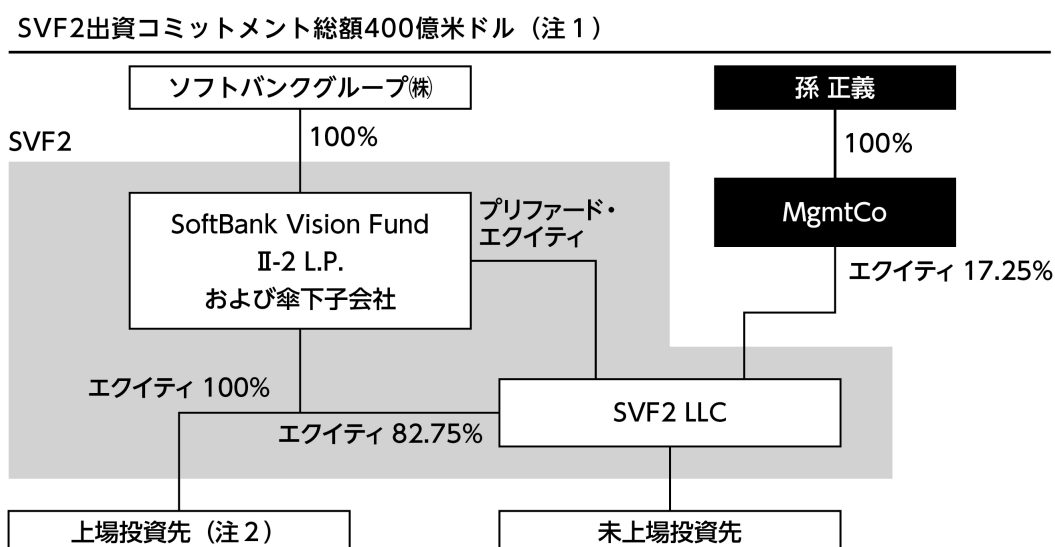 SVF2出資コミットメント総額400億米ドル（注１）
ソフトバンクグループ㈱
孫 正義
100%
100%
SVF2
SoftBank Vision Fund
Ⅱ-2 L.P.
および傘下子会社
プリファード・
エクイティ
MgmtCo
エクイティ 17.25%
エクイティ 100%
エクイティ 82.75%
SVF2 LLC
上場投資先（注２）
未上場投資先